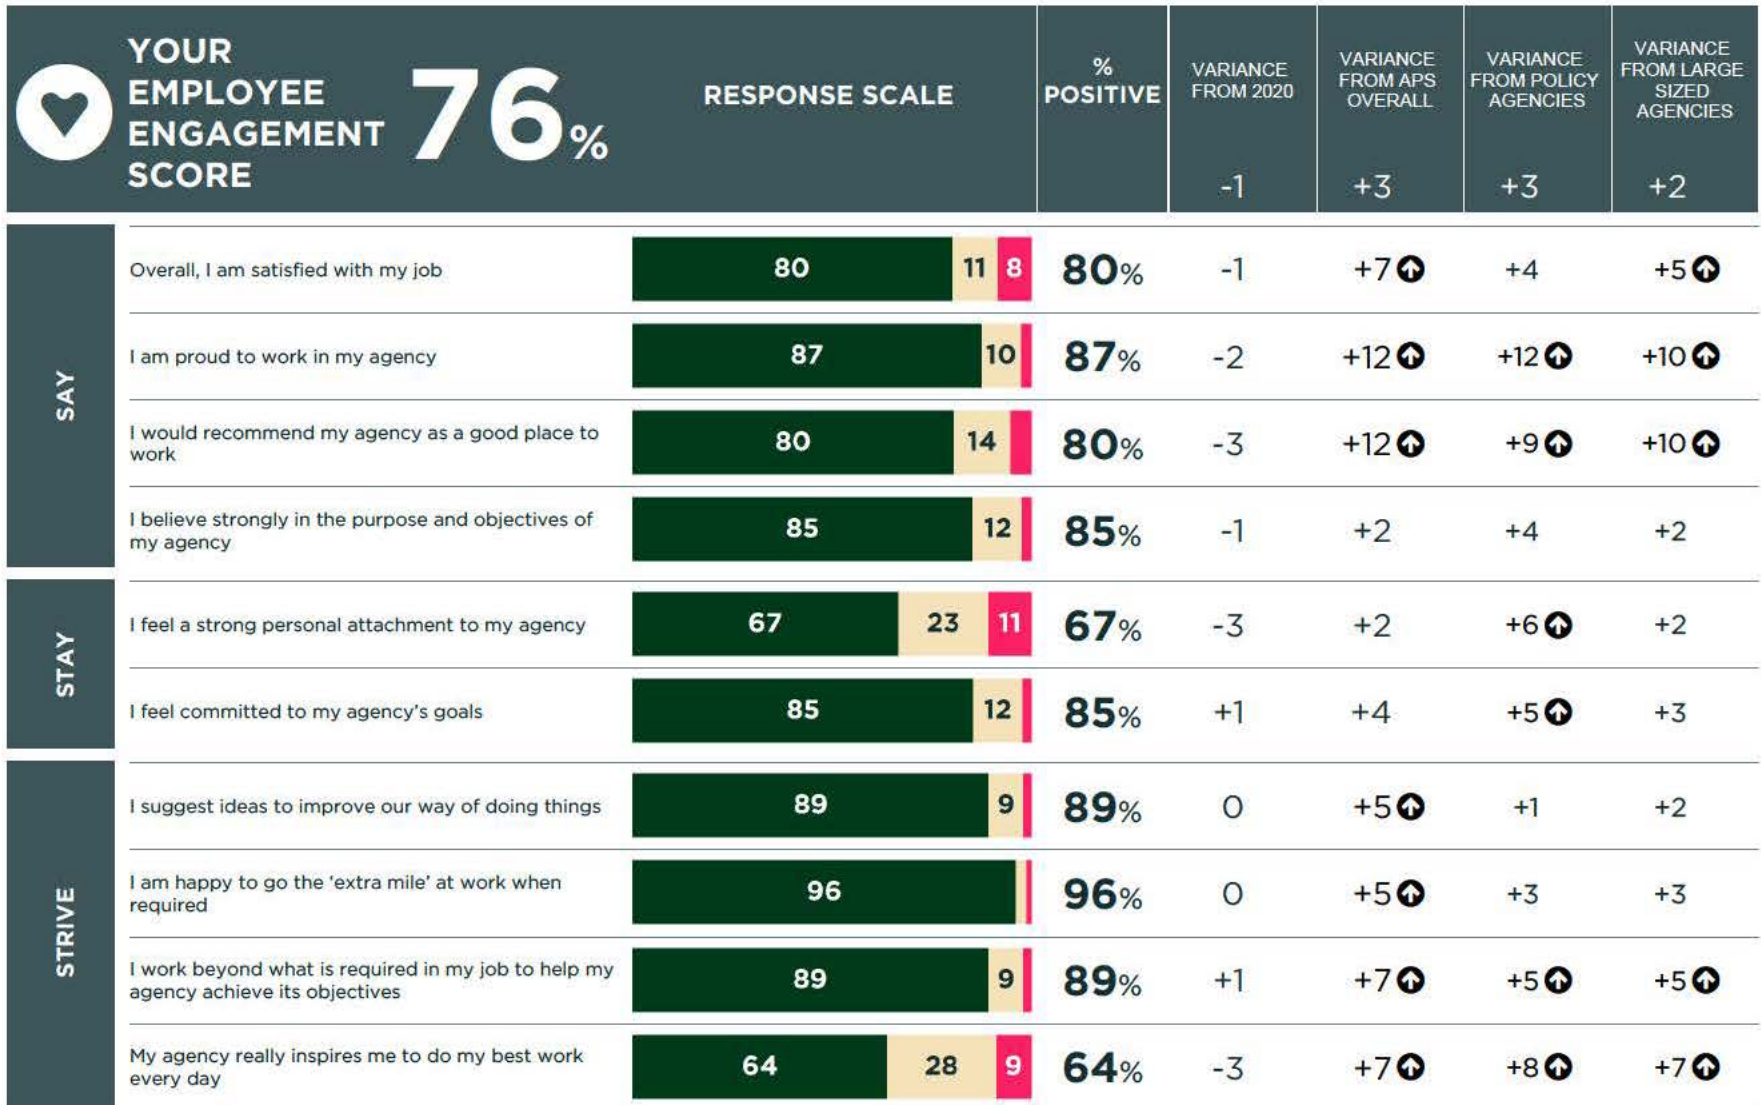 YOUR
EMPLOYEE
ENGAGEMENT
SCORE
76%
RESPONSE SCALE
%
POSITIVE
VARIANCE
FROM 2020
-1
VARIANCE
FROM APS
OVERALL
+3
VARIANCE
FROM POLICY
AGENCIES
+3
VARIANCE
FROM LARGE
SIZED
AGENCIES
+2
SAY
Overall, I am satisfied with my job
80 11 8 80% -1 +7 +4 +5
I am proud to work in my agency
87 10 87% -2 +12 +12 +10
I would recommend my agency as a good place to
work
80 14 80% -3 +12 +9 +10
I believe strongly in the purpose and objectives of
my agency
85 12 85% -1 +2 +4 +2
STAY
I feel a strong personal attachment to my agency
67 23 11 67% -3 +2 +6 +2
I feel committed to my agency's goals
85 12 85% +1 +4 +5 +3
STRIVE
I suggest ideas to improve our way of doing things
89 9 89% 0 +5 +1 +2
I am happy to go the 'extra mile' at work when
required
96 96% 0 +5 +3 +3
I work beyond what is required in my job to help my
agency achieve its objectives
89 9 89% +1 +7 +5 +5
My agency really inspires me to do my best work
every day
64 28 9 64% -3 +7 +8 +7